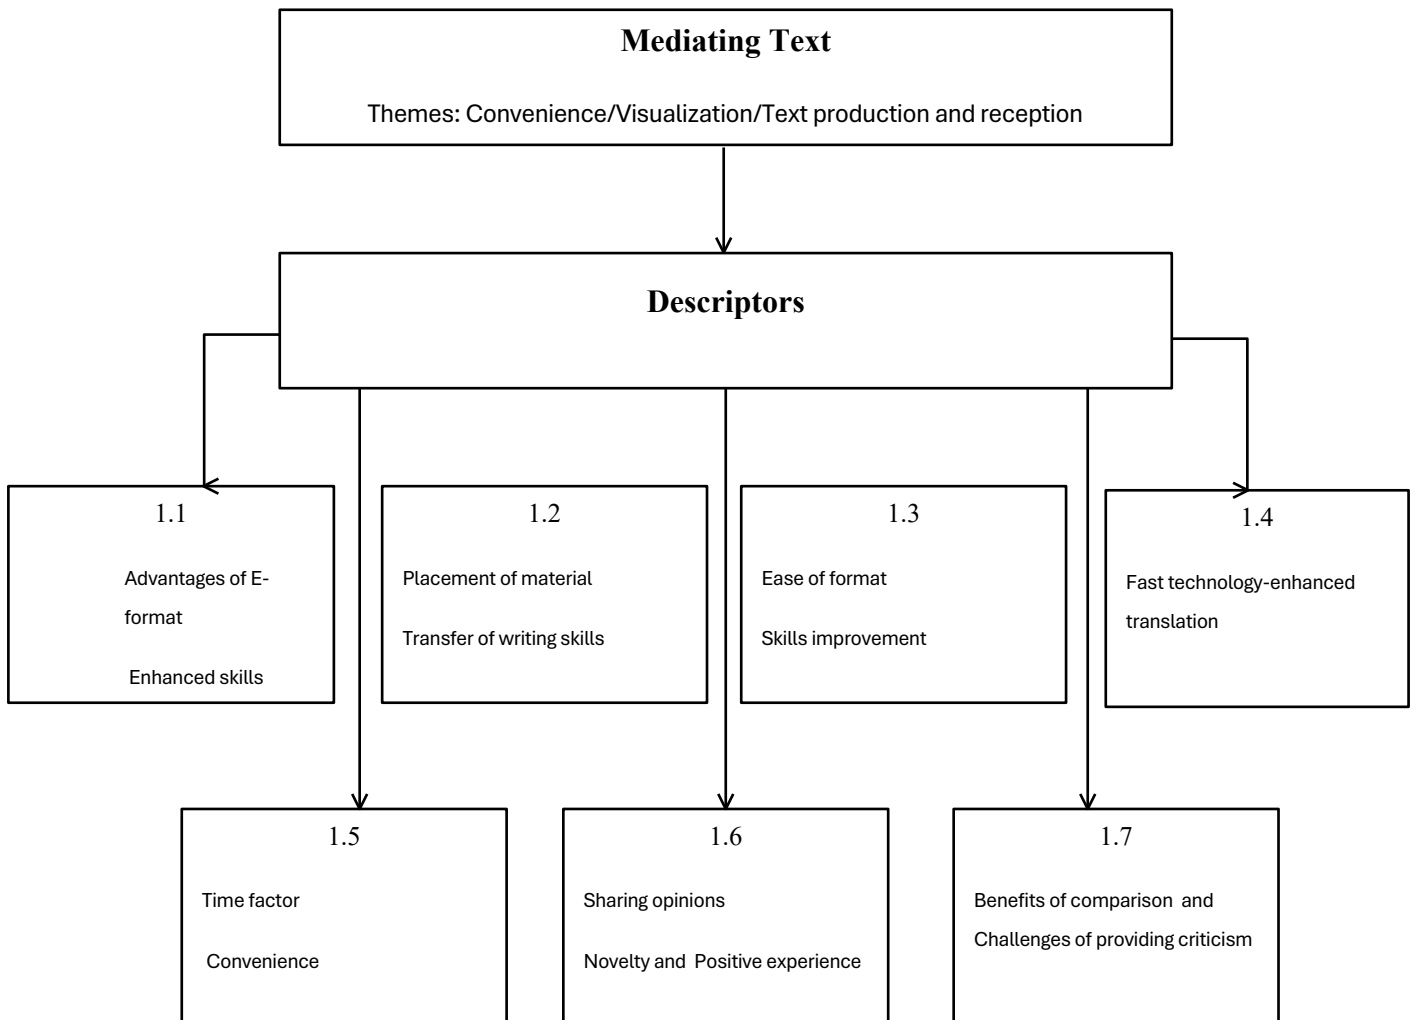 Mediating Text
Themes: Convenience/Visualization/Text production and reception
Descriptors
1.1
Advantages of E-
format
Enhanced skills
1.2
Placement of material
Transfer of writing skills
1.3
Ease of format
Skills improvement
1.4
Fast technology-enhanced
translation
1.5
Time factor
Convenience
1.6
Sharing opinions
Novelty and Positive experience
1.7
Benefits of comparison and
Challenges of providing criticism